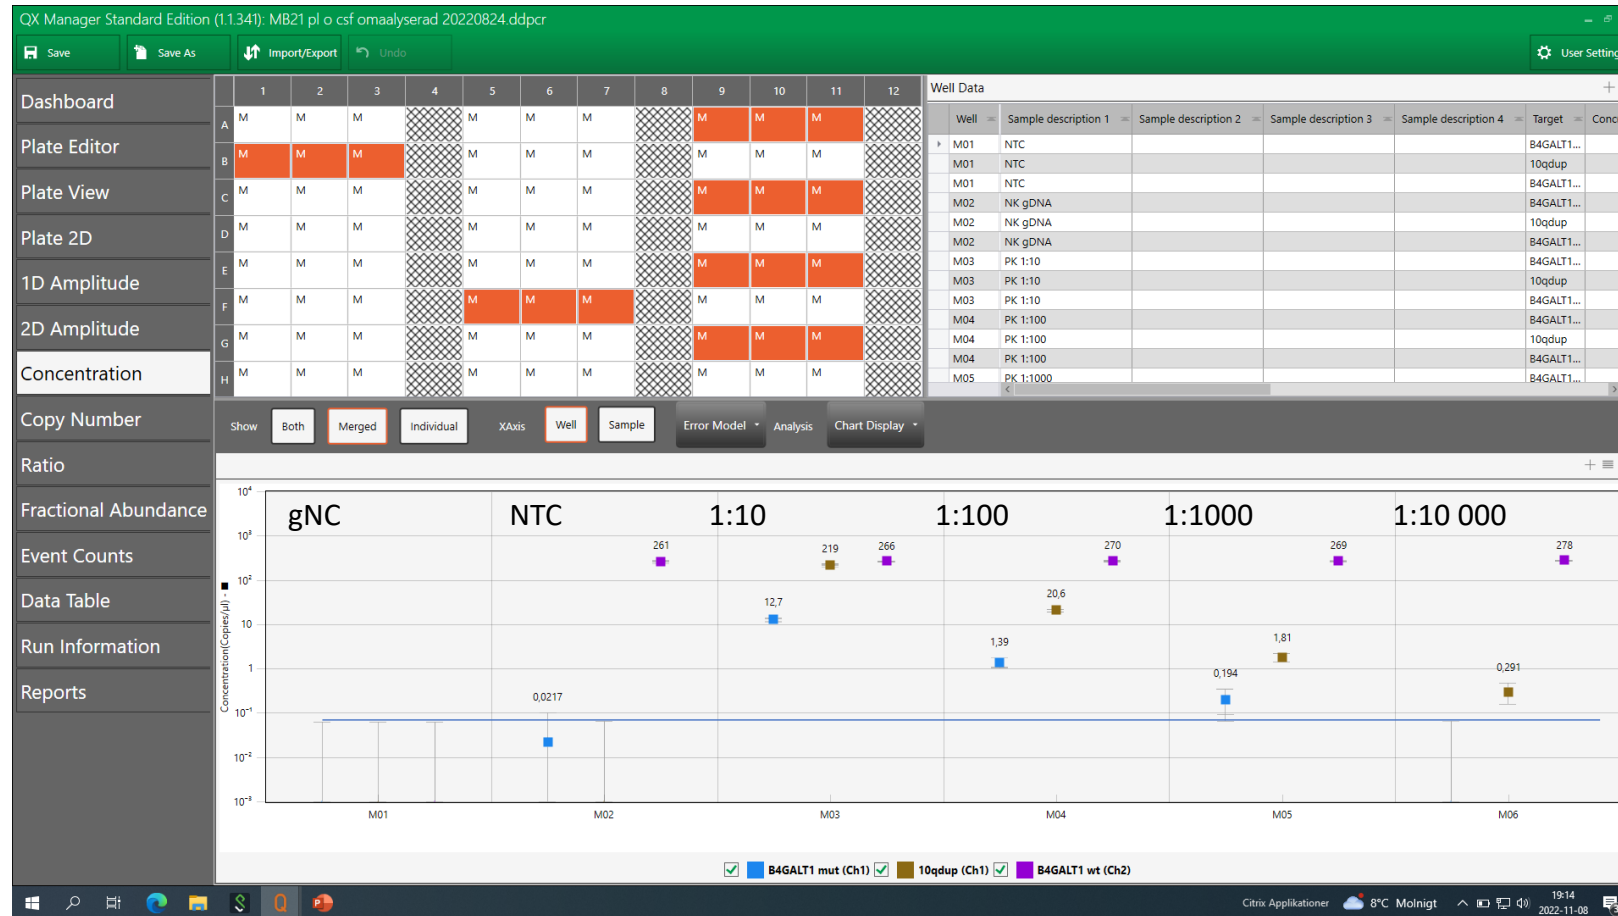 QX Manager Standard Edition (1.1.341): MB21 pl o csf omaalyserad 20220824.ddpcr
Save
Save As
Import/Export
Undo
User Setting
Dashboard
Plate Editor
Plate View
Plate 2D
1D Amplitude
2D Amplitude
Concentration
Copy Number
Ratio
Fractional Abundance
Event Counts
Data Table
Run Information
Reports
1 2 3 4 5 6 7 8 9 10 11 12
A M M M M M M M M M
B M M M M M M M M M
C M M M M M M M M M
D M M M M M M M M M
E M M M M M M M M M
F M M M M M M M M M
G M M M M M M M M M
H M M M M M M M M M
Well Data
Well Sample description 1 Sample description 2 Sample description 3 Sample description 4 Target Conc
M01 NTC B4GALT1...
M01 NTC 10qdup
M01 NTC B4GALT1...
M02 NK gDNA B4GALT1...
M02 NK gDNA 10qdup
M02 NK gDNA B4GALT1...
M03 PK 1:10 B4GALT1...
M03 PK 1:10 10qdup
M03 PK 1:10 B4GALT1...
M04 PK 1:100 B4GALT1...
M04 PK 1:100 10qdup
M04 PK 1:100 B4GALT1...
M05 PK 1:1000 B4GALT1...
Show Both Merged Individual XAxis Well Sample Error Model Analysis Chart Display
gNC NTC 1:10 1:100 1:1000 1:10 000
Concentration(Copies/µl) -
10⁴
10³
10²
10
1
10⁻¹
10⁻²
10⁻³
261 219 266 270 269 278
12,7 20,6
1,39 1,81
0,194 0,291
0,0217
M01 M02 M03 M04 M05 M06
B4GALT1 mut (Ch1) 10qdup (Ch1) B4GALT1 wt (Ch2)
Citrix Applikationer 8°C Molnigt
19:14
2022-11-08